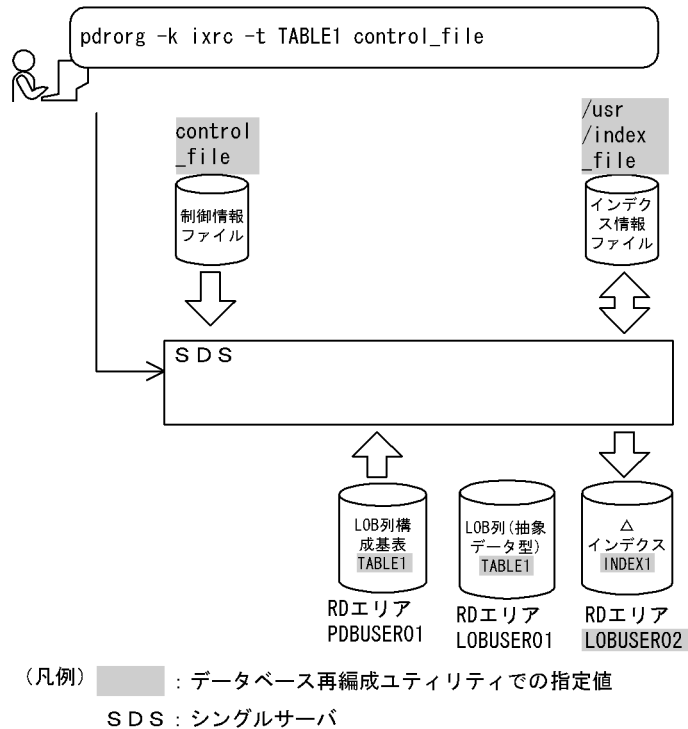 pdrorg -k ixrc -t TABLE1 control_file
control
_file
制御情報
ファイル
/usr
/index
_file
インデク
ス情報
ファイル
SDS
LOB列構
成基表
TABLE1
RDエリア
PDBUSER01
LOB列(抽象
データ型)
TABLE1
RDエリア
LOBUSER01
△
インデクス
INDEX1
RDエリア
LOBUSER02
(凡例) :データベース再編成ユティリティでの指定値
SDS:シングルサーバ